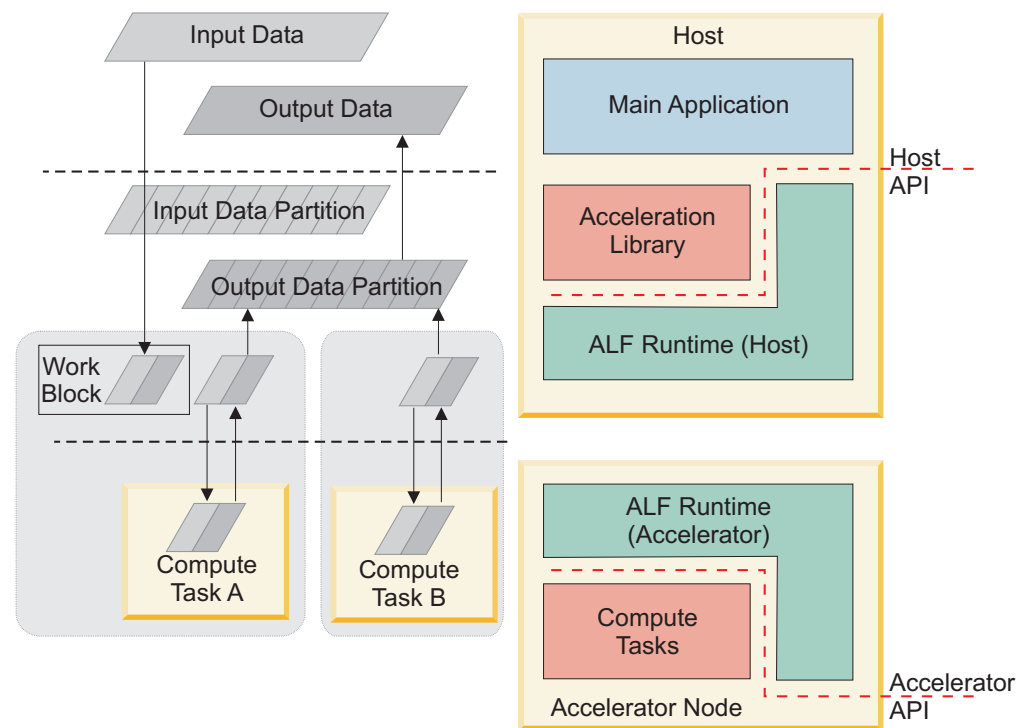 Input Data
Output Data
Input Data Partition
Output Data Partition
Work
Block
Compute
Task A
Compute
Task B
Host
Main Application
Host
API
Acceleration
Library
ALF Runtime (Host)
ALF Runtime
(Accelerator)
Compute
Tasks
Accelerator
API
Accelerator Node